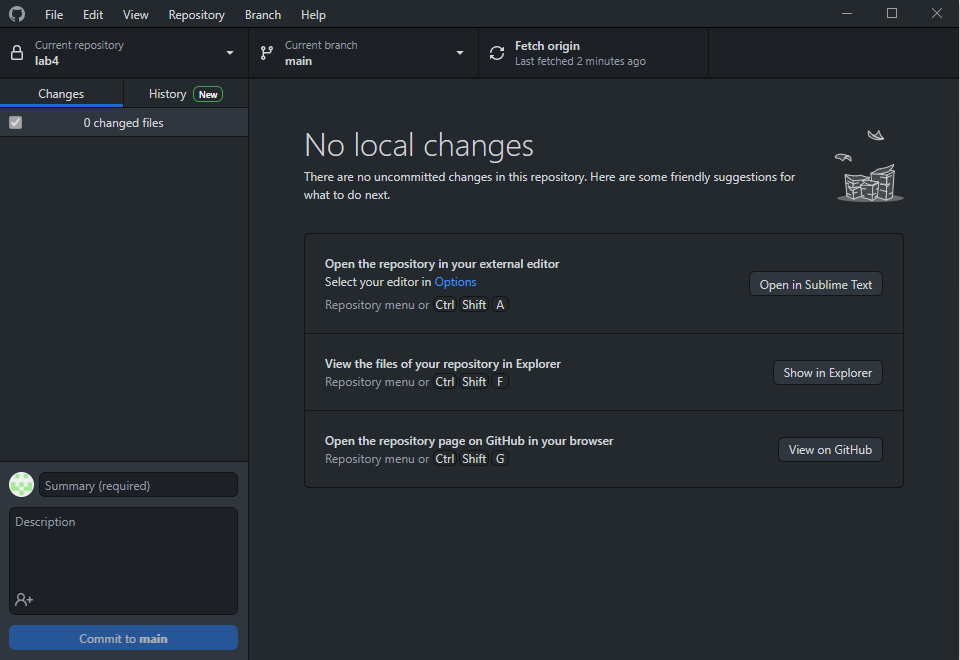 File Edit View Repository Branch Help
Current repository
lab4
Current branch
main
Fetch origin
Last fetched 2 minutes ago
Changes
History New
0 changed files
No local changes
There are no uncommitted changes in this repository. Here are some friendly suggestions for
what to do next.
Open the repository in your external editor
Select your editor in Options
Repository menu or Ctrl Shift A
Open in Sublime Text
View the files of your repository in Explorer
Repository menu or Ctrl Shift F
Show in Explorer
Open the repository page on GitHub in your browser
Repository menu or Ctrl Shift G
View on GitHub
Summary (required)
Description
Commit to main